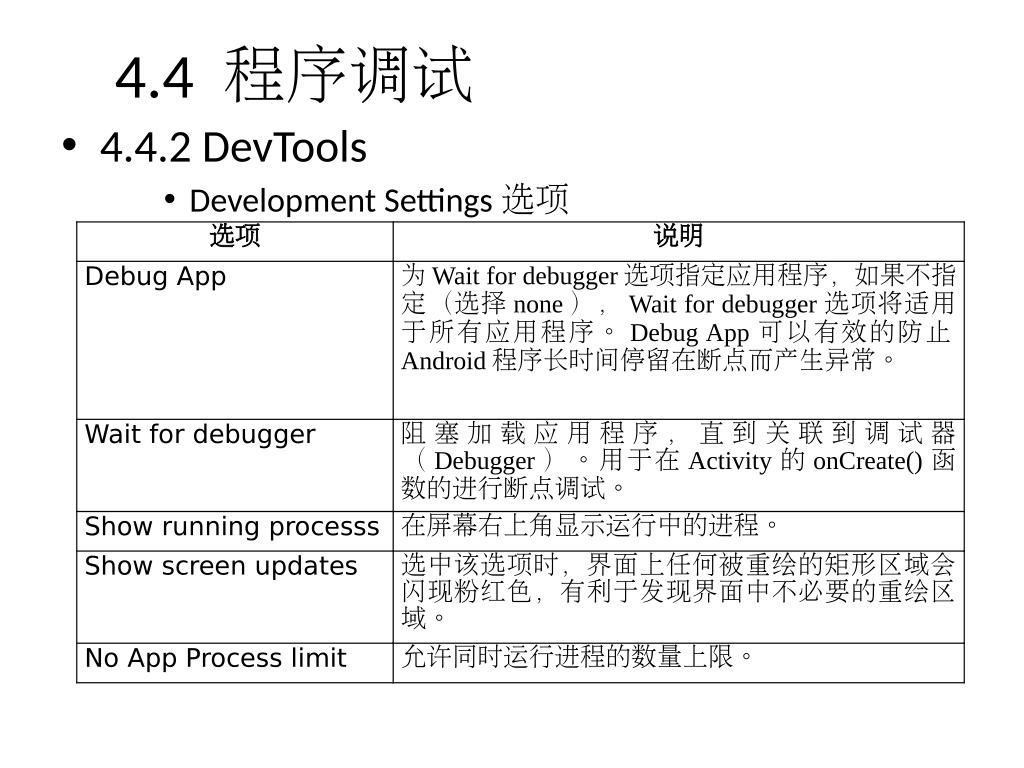 4.4 程序调试
• 4.4.2 DevTools
• Development Settings 选项
选项 说明
Debug App
为 Wait for debugger 选项指定应用程序，如果不指
定（选择 none ）， Wait for debugger 选项将适用
于所有应用程序。 Debug App 可以有效的防止
Android 程序长时间停留在断点而产生异常。
Wait for debugger
阻塞加载应用程序，直到关联到调试器
（ Debugger ）。用于在 Activity 的 onCreate() 函
数的进行断点调试。
Show running processs
在屏幕右上角显示运行中的进程。
Show screen updates
选中该选项时，界面上任何被重绘的矩形区域会
闪现粉红色，有利于发现界面中不必要的重绘区
域。
No App Process limit
允许同时运行进程的数量上限。